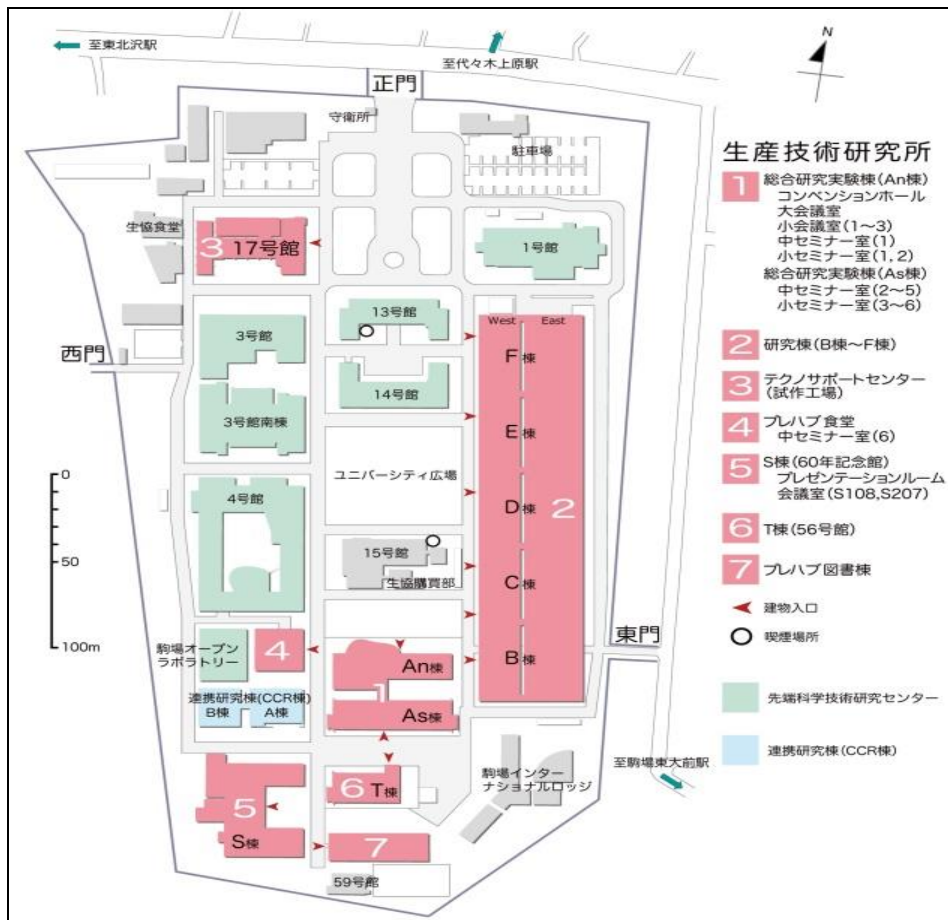 至東北沢駅
至代々木上原駅
N
正門
守衛所
駐車場
生協食堂
3 17号館
1号館
13号館
3号館
14号館
西門
3号館南棟
West East
F棟
E棟
D棟 2
C棟
B棟
ユニバーシティ広場
4号館
15号館
生協購買部
東門
駒場オープン
ラボラトリー
4
An棟
As棟
連携研究棟(CCR棟)
B棟 A棟
5
S棟
6 T棟
7
59号館
駒場インター
ナショナルロッジ
至駒場東大前駅
0
50
100m
生産技術研究所
1 総合研究実験棟(An棟)
コンベンションホール
大会議室
小会議室(1〜3)
中セミナー室(1)
小セミナー室(1, 2)
総合研究実験棟(As棟)
中セミナー室(2〜5)
小セミナー室(3〜6)
2 研究棟(B棟〜F棟)
3 テクノサポートセンター
(試作工場)
4 プレハブ食堂
中セミナー室(6)
5 S棟(60年記念館)
プレゼンテーションルーム
会議室(S108,S207)
6 T棟(56号館)
7 プレハブ図書棟
建物入口
喫煙場所
先端科学技術研究センター
連携研究棟(CCR棟)